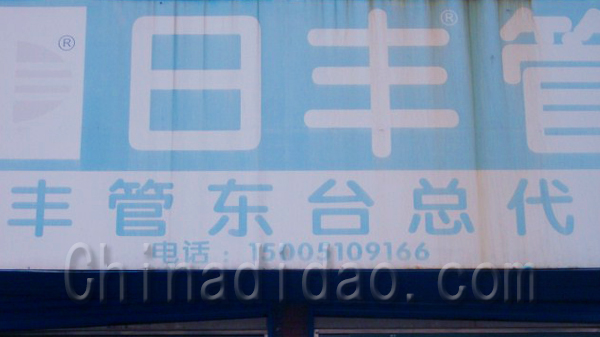 ® 日丰® 管
丰管东台总代
电话：15005109166
Chinadidao.com